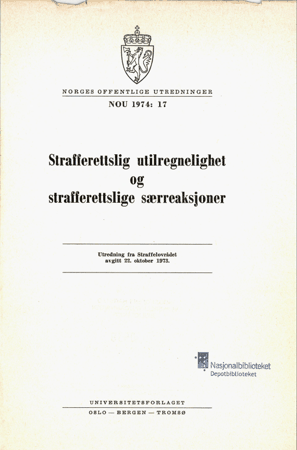 NORGES OFFENTLIGE UTREDNINGER
NOU 1974: 17
Strafferettslig utilregnelighet
og
strafferettslige særreaksjoner
Utredning fra Straffelovrådet
avgitt 22. oktober 1973.
Nasjonalbiblioteket
Depotbiblioteket
UNIVERSITETSFORLAGET
OSLO — BERGEN — TROMSØ